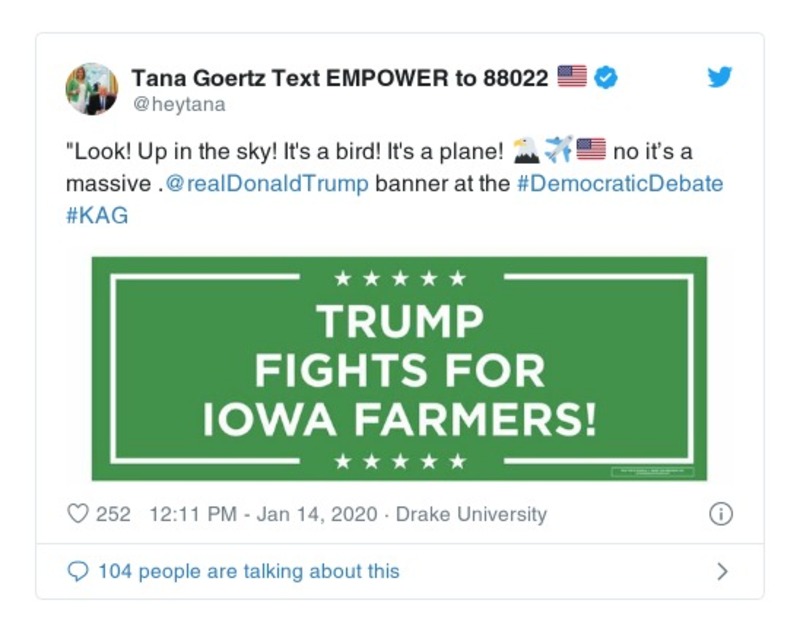 Tana Goertz Text EMPOWER to 88022 🇺🇸
@heytana
"Look! Up in the sky! It's a bird! It's a plane! 🦅✈️🇺🇸 no it’s a
massive .@realDonaldTrump banner at the #DemocraticDebate
#KAG
★★★★★
TRUMP
FIGHTS FOR
IOWA FARMERS!
★★★★★
252 12:11 PM - Jan 14, 2020 · Drake University
104 people are talking about this